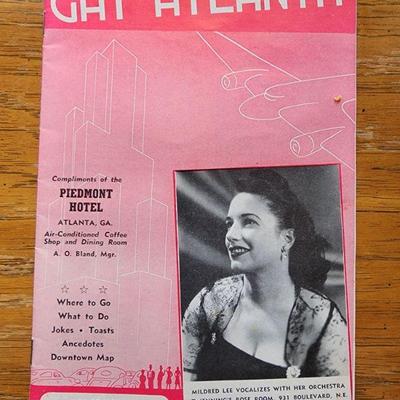 GAY ATLANTA
Compliments of the
PIEDMONT
HOTEL
ATLANTA, GA.
Air-Conditioned Coffee
Shop and Dining Room
A. O. Bland, Mgr.
Where to Go
What to Do
Jokes • Toasts
Ancedotes
Downtown Map
MILDRED LEE VOCALIZES WITH HER ORCHESTRA
JENNING'S ROSE ROOM, 931 BOULEVARD, N.E.